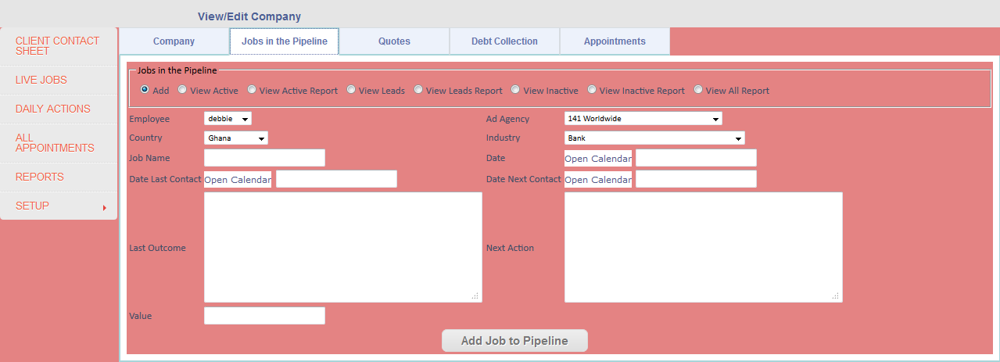 View/Edit Company
CLIENT CONTACT
SHEET
LIVE JOBS
DAILY ACTIONS
ALL
APPOINTMENTS
REPORTS
SETUP
Company Jobs in the Pipeline Quotes Debt Collection Appointments
Jobs in the Pipeline
Add View Active View Active Report View Leads View Leads Report View Inactive View Inactive Report View All Report
Employee debbie Ad Agency 141 Worldwide
Country Ghana Industry Bank
Job Name Date Open Calendar
Date Last Contact Open Calendar Date Next Contact Open Calendar
Last Outcome Next Action
Value
Add Job to Pipeline